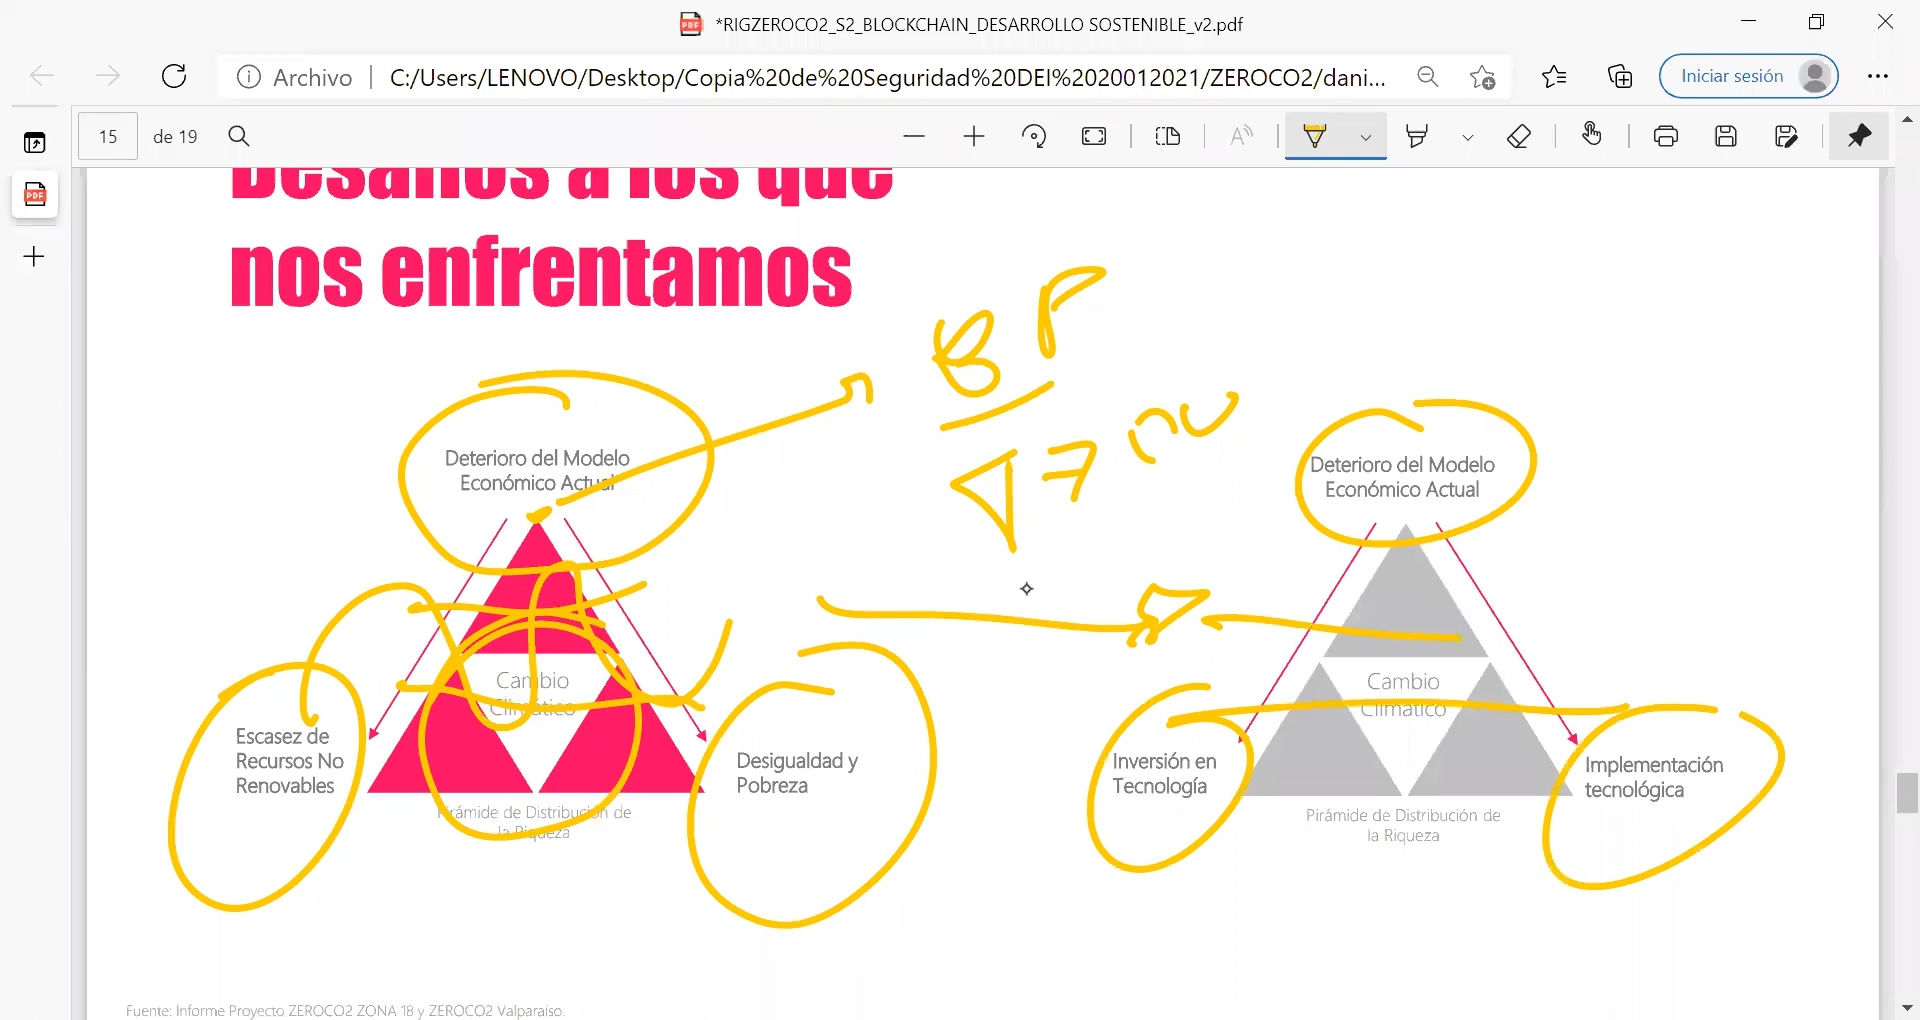 *RIGZEROCO2_S2_BLOCKCHAIN_DESARROLLO SOSTENIBLE_v2.pdf
Archivo
C:/Users/LENOVO/Desktop/Copia%20de%20Seguridad%20DEI%2020012021/ZEROCO2/dani...
Iniciar sesión
15 de 19
Desafíos a los que
nos enfrentamos
Deterioro del Modelo
Económico Actual
Cambio
Climático
Escasez de
Recursos No
Renovables
Desigualdad y
Pobreza
Pirámide de Distribución de
la Riqueza
Deterioro del Modelo
Económico Actual
Cambio
Climático
Inversión en
Tecnología
Implementación
tecnológica
Pirámide de Distribución de
la Riqueza
Fuente: Informe Proyecto ZEROCO2 ZONA 18 y ZEROCO2 Valparaíso.